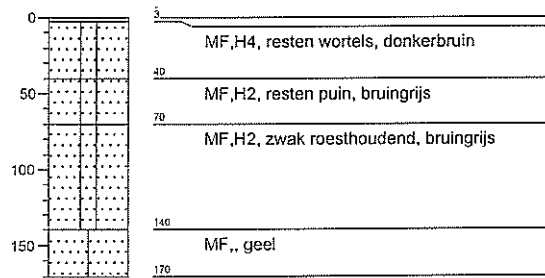 0
3
MF,H4, resten wortels, donkerbruin
40
50
MF,H2, resten puin, bruingrijs
70
MF,H2, zwak roesthoudend, bruingrijs
100
140
150
MF,, geel
170